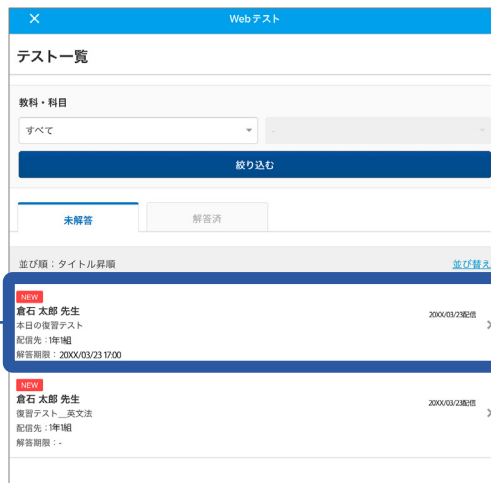 Webテスト
テスト一覧
教科・科目
すべて -
絞り込む
未解答 解答済
並び順:タイトル昇順 並び替え
NEW
倉石 太郎 先生 20XX/03/23配信
本日の復習テスト
配信先:1年1組
解答期限:20XX/03/23 17:00
NEW
倉石 太郎 先生 20XX/03/23配信
復習テスト__英文法
配信先:1年1組
解答期限:-